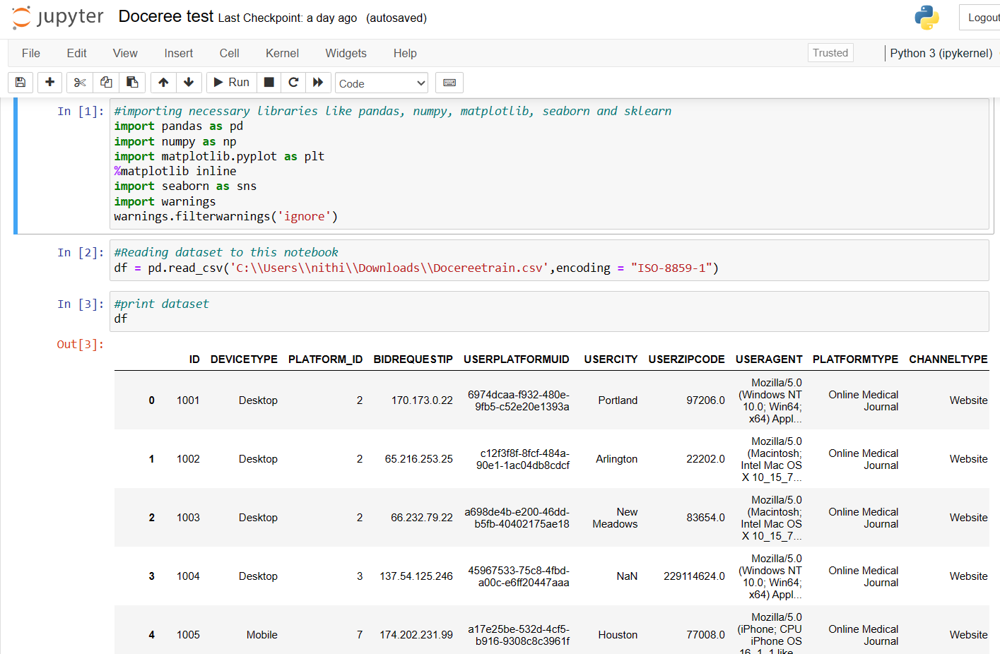 jupyter Doceree test Last Checkpoint: a day ago (autosaved)
Logout
File Edit View Insert Cell Kernel Widgets Help Trusted Python 3 (ipykernel)
Run Code
In [1]: #importing necessary libraries like pandas, numpy, matplotlib, seaborn and sklearn
import pandas as pd
import numpy as np
import matplotlib.pyplot as plt
%matplotlib inline
import seaborn as sns
import warnings
warnings.filterwarnings('ignore')
In [2]: #Reading dataset to this notebook
df = pd.read_csv('C:\\Users\\nithi\\Downloads\\Docereetrain.csv',encoding = "ISO-8859-1")
In [3]: #print dataset
df
Out[3]:
ID DEVICETYPE PLATFORM_ID BIDREQUESTIP USERPLATFORMUID USERCITY USERZIPCODE USERAGENT PLATFORMTYPE CHANNELTYPE
0 1001 Desktop 2 170.173.0.22 6974dcaa-f932-480e-
9fb5-c52e20e1393a Portland 97206.0 Mozilla/5.0
(Windows NT
10.0; Win64;
x64) Appl... Online Medical
Journal Website
1 1002 Desktop 2 65.216.253.25 c12f3f8f-8fcf-484a-
90e1-1ac04db8cdcf Arlington 22202.0 Mozilla/5.0
(Macintosh;
Intel Mac OS
X 10_15_7... Online Medical
Journal Website
2 1003 Desktop 2 66.232.79.22 a698de4b-e200-46dd-
b5fb-40402175ae18 New
Meadows 83654.0 Mozilla/5.0
(Macintosh;
Intel Mac OS
X 10_15_7... Online Medical
Journal Website
3 1004 Desktop 3 137.54.125.246 45967533-75c8-4fbd-
a00c-e6ff20447aaa NaN 229114624.0 Mozilla/5.0
(Windows NT
10.0; Win64;
x64) Appl... Online Medical
Journal Website
4 1005 Mobile 7 174.202.231.99 a17e25be-532d-4cf5-
b916-9308c8c3961f Houston 77008.0 Mozilla/5.0
(iPhone; CPU
iPhone OS
16_1_1 like... Online Medical
Journal Website